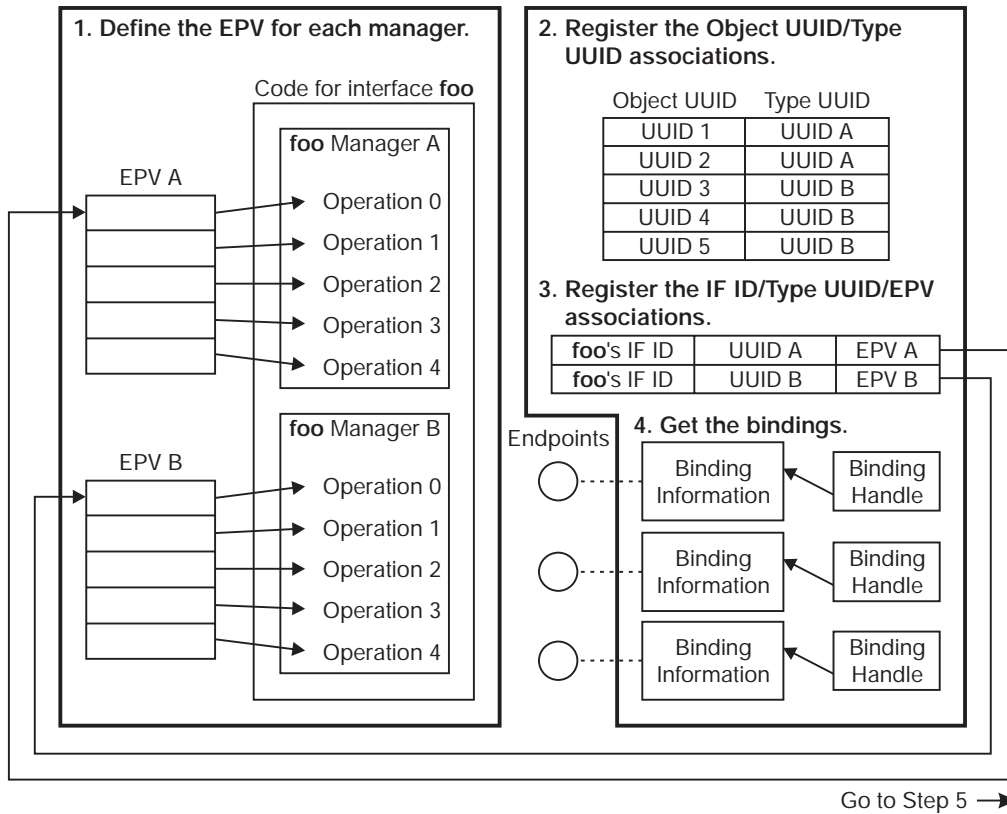 1. Define the EPV for each manager.
Code for interface foo
foo Manager A
EPV A
Operation 0
Operation 1
Operation 2
Operation 3
Operation 4
foo Manager B
EPV B
Operation 0
Operation 1
Operation 2
Operation 3
Operation 4
2. Register the Object UUID/Type
UUID associations.
Object UUID Type UUID
UUID 1 UUID A
UUID 2 UUID A
UUID 3 UUID B
UUID 4 UUID B
UUID 5 UUID B
3. Register the IF ID/Type UUID/EPV
associations.
foo's IF ID UUID A EPV A
foo's IF ID UUID B EPV B
4. Get the bindings.
Endpoints
Binding
Information
Binding
Handle
Binding
Information
Binding
Handle
Binding
Information
Binding
Handle
Go to Step 5